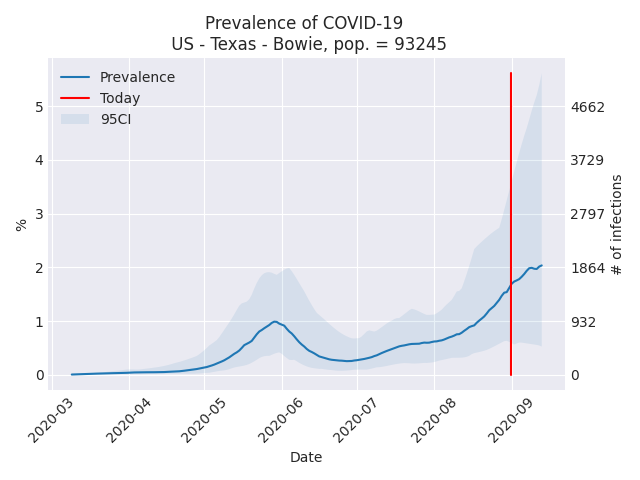 Prevalence of COVID-19
US - Texas - Bowie, pop. = 93245
Prevalence
Today
95CI
5
4
3
2
1
0
%
4662
3729
2797
1864
932
0
# of infections
2020-03
2020-04
2020-05
2020-06
2020-07
2020-08
2020-09
Date